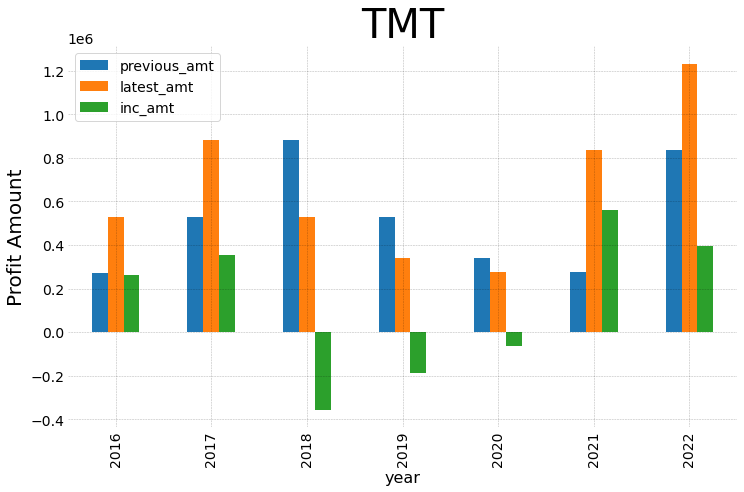 TMT
1e6
previous_amt
latest_amt
inc_amt
1.2
1.0
0.8
0.6
0.4
0.2
0.0
−0.2
−0.4
Profit Amount
2016
2017
2018
2019
2020
2021
2022
year